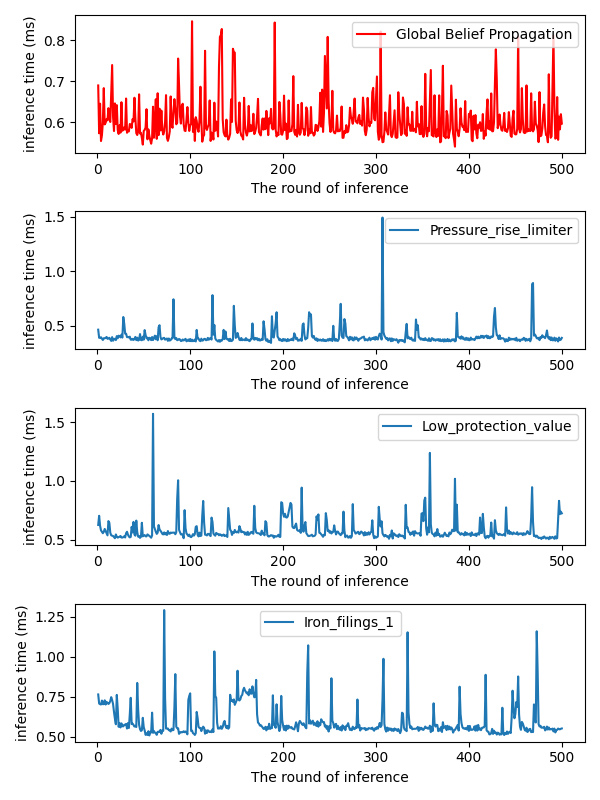 Global Belief Propagation
0.8
0.7
0.6
inference time (ms)
0 100 200 300 400 500
The round of inference
Pressure_rise_limiter
1.5
1.0
0.5
inference time (ms)
0 100 200 300 400 500
The round of inference
Low_protection_value
1.5
1.0
0.5
inference time (ms)
0 100 200 300 400 500
The round of inference
Iron_filings_1
1.25
1.00
0.75
0.50
inference time (ms)
0 100 200 300 400 500
The round of inference